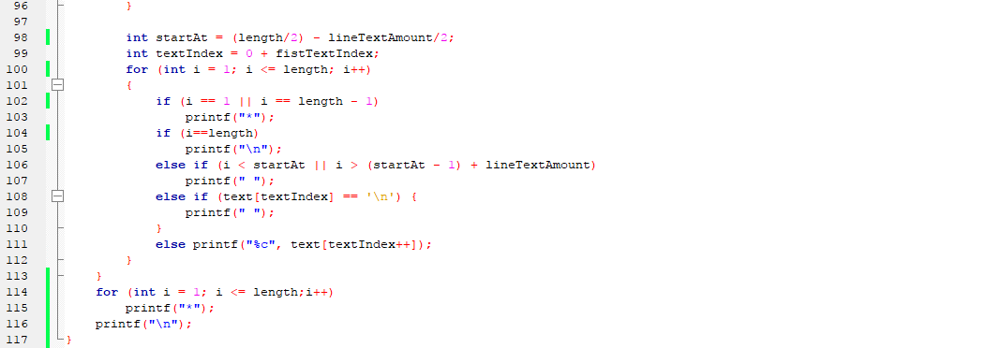 96 }
97
98 int startAt = (length/2) - lineTextAmount/2;
99 int textIndex = 0 + fistTextIndex;
100 for (int i = 1; i <= length; i++)
101 {
102 if (i == 1 || i == length - 1)
103 printf("*");
104 if (i==length)
105 printf("\n");
106 else if (i < startAt || i > (startAt - 1) + lineTextAmount)
107 printf(" ");
108 else if (text[textIndex] == '\n') {
109 printf(" ");
110 }
111 else printf("%c", text[textIndex++]);
112 }
113 }
114 for (int i = 1; i <= length;i++)
115 printf("*");
116 printf("\n");
117 }